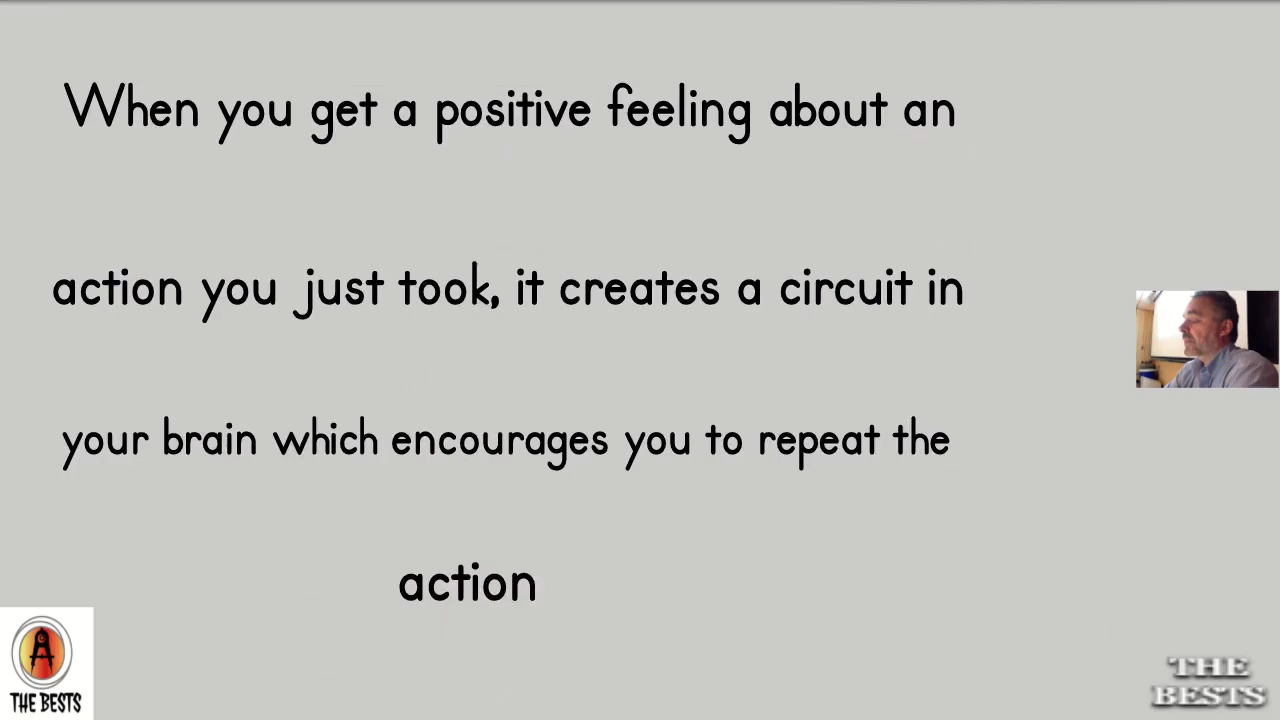 When you get a positive feeling about an
action you just took, it creates a circuit in
your brain which encourages you to repeat the
action
THE BESTS
THE
BESTS